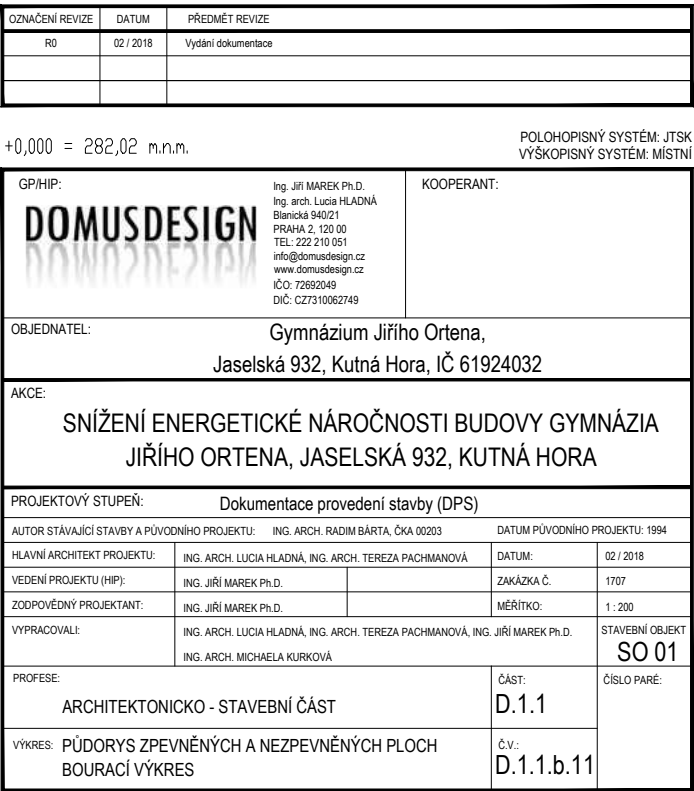 OZNAČENÍ REVIZE DATUM PŘEDMĚT REVIZE
R0 02 / 2018 Vydání dokumentace
+0,000 = 282,02 m.n.m.
POLOHOPISNÝ SYSTÉM: JTSK
VÝŠKOPISNÝ SYSTÉM: MÍSTNÍ
GP/HIP:
DOMUSDESIGN
Ing. Jiří MAREK Ph.D.
Ing. arch. Lucia HLADNÁ
Blanická 940/21
PRAHA 2, 120 00
TEL: 222 210 051
info@domusdesign.cz
www.domusdesign.cz
IČO: 72692049
DIČ: CZ7310062749
KOOPERANT:
OBJEDNATEL:
Gymnázium Jiřího Ortena,
Jaselská 932, Kutná Hora, IČ 61924032
AKCE:
SNÍŽENÍ ENERGETICKÉ NÁROČNOSTI BUDOVY GYMNÁZIA
JIŘÍHO ORTENA, JASELSKÁ 932, KUTNÁ HORA
PROJEKTOVÝ STUPEŇ: Dokumentace provedení stavby (DPS)
AUTOR STÁVAJÍCÍ STAVBY A PŮVODNÍHO PROJEKTU: ING. ARCH. RADIM BÁRTA, ČKA 00203 DATUM PŮVODNÍHO PROJEKTU: 1994
HLAVNÍ ARCHITEKT PROJEKTU: ING. ARCH. LUCIA HLADNÁ, ING. ARCH. TEREZA PACHMANOVÁ DATUM: 02 / 2018
VEDENÍ PROJEKTU (HIP): ING. JIŘÍ MAREK Ph.D. ZAKÁZKA Č. 1707
ZODPOVĚDNÝ PROJEKTANT: ING. JIŘÍ MAREK Ph.D. MĚŘÍTKO: 1 : 200
VYPRACOVALI: ING. ARCH. LUCIA HLADNÁ, ING. ARCH. TEREZA PACHMANOVÁ, ING. JIŘÍ MAREK Ph.D.
ING. ARCH. MICHAELA KURKOVÁ
STAVEBNÍ OBJEKT
SO 01
PROFESE:
ARCHITEKTONICKO - STAVEBNÍ ČÁST
ČÁST:
D.1.1
ČÍSLO PARÉ:
VÝKRES: PŮDORYS ZPEVNĚNÝCH A NEZPEVNĚNÝCH PLOCH
BOURACÍ VÝKRES
Č.V.:
D.1.1.b.11